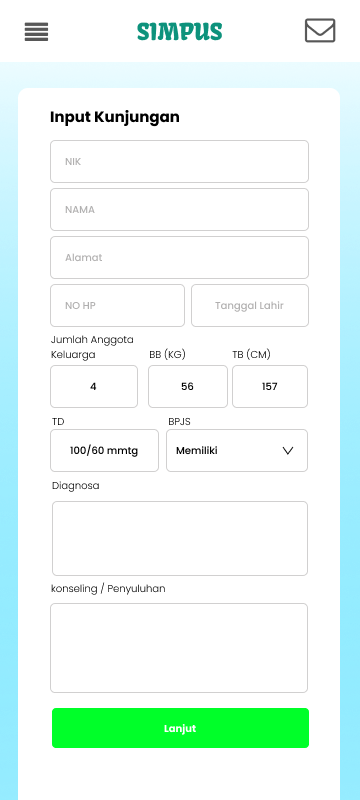 SIMPUS
Input Kunjungan
NIK
NAMA
Alamat
NO HP
Tanggal Lahir
Jumlah Anggota
Keluarga
BB (KG)
TB (CM)
4
56
157
TD
BPJS
100/60 mmtg
Memiliki
Diagnosa
konseling / Penyuluhan
Lanjut